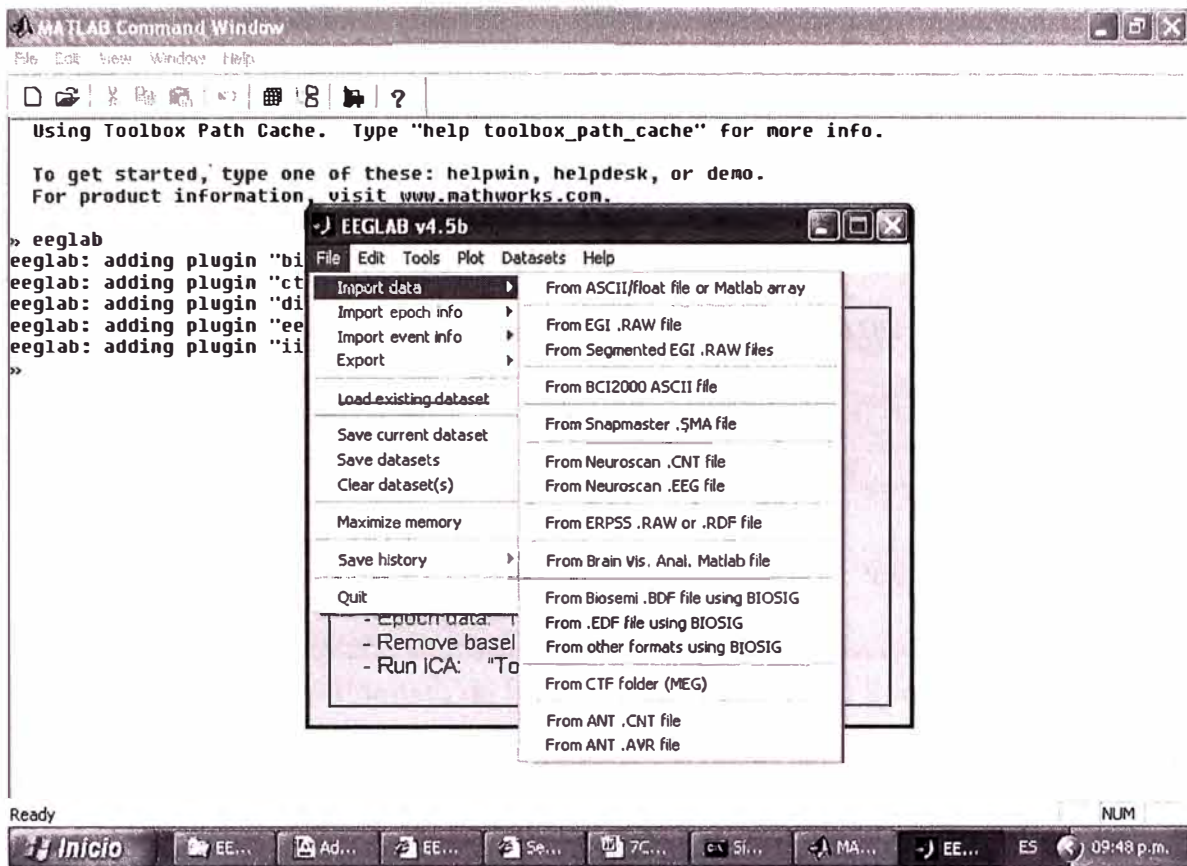 MATLAB Command Window
File Edit View Window Help
Using Toolbox Path Cache. Type "help toolbox_path_cache" for more info.
To get started, type one of these: helpwin, helpdesk, or demo.
For product information, visit www.mathworks.com.
» eeglab
eeglab: adding plugin "bi
eeglab: adding plugin "ct
eeglab: adding plugin "di
eeglab: adding plugin "ee
eeglab: adding plugin "ii
»
EEGLAB v4.5b
File Edit Tools Plot Datasets Help
Import data
Import epoch info
Import event info
Export
Load existing dataset
Save current dataset
Save datasets
Clear dataset(s)
Maximize memory
Save history
Quit
From ASCII/float file or Matlab array
From EGI .RAW file
From Segmented EGI .RAW files
From BCI2000 ASCII file
From Snapmaster .SMA file
From Neuroscan .CNT file
From Neuroscan .EEG file
From ERPSS .RAW or .RDF file
From Brain Vis. Anal. Matlab file
From Biosemi .BDF file using BIOSIG
From .EDF file using BIOSIG
From other formats using BIOSIG
From CTF folder (MEG)
From ANT .CNT file
From ANT .AVR file
- Epoch data:
- Remove basel
- Run ICA: "To
Ready NUM
Inicio EE... Ad... EE... Se... 7C... Sí... MA... EE... ES 09:48 p.m.